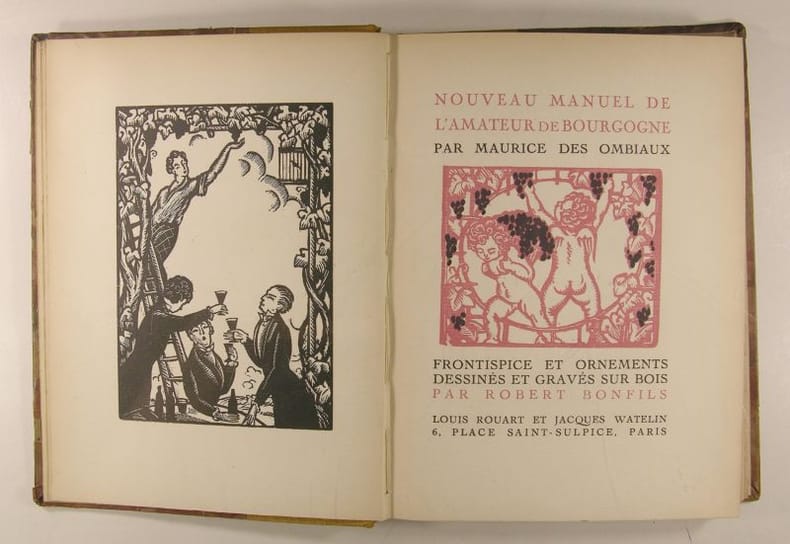 NOUVEAU MANUEL DE
L'AMATEUR DE BOURGOGNE
PAR MAURICE DES OMBIAUX
FRONTISPICE ET ORNEMENTS
DESSINÉS ET GRAVÉS SUR BOIS
PAR ROBERT BONFILS
LOUIS ROUART ET JACQUES WATELIN
6, PLACE SAINT-SULPICE, PARIS